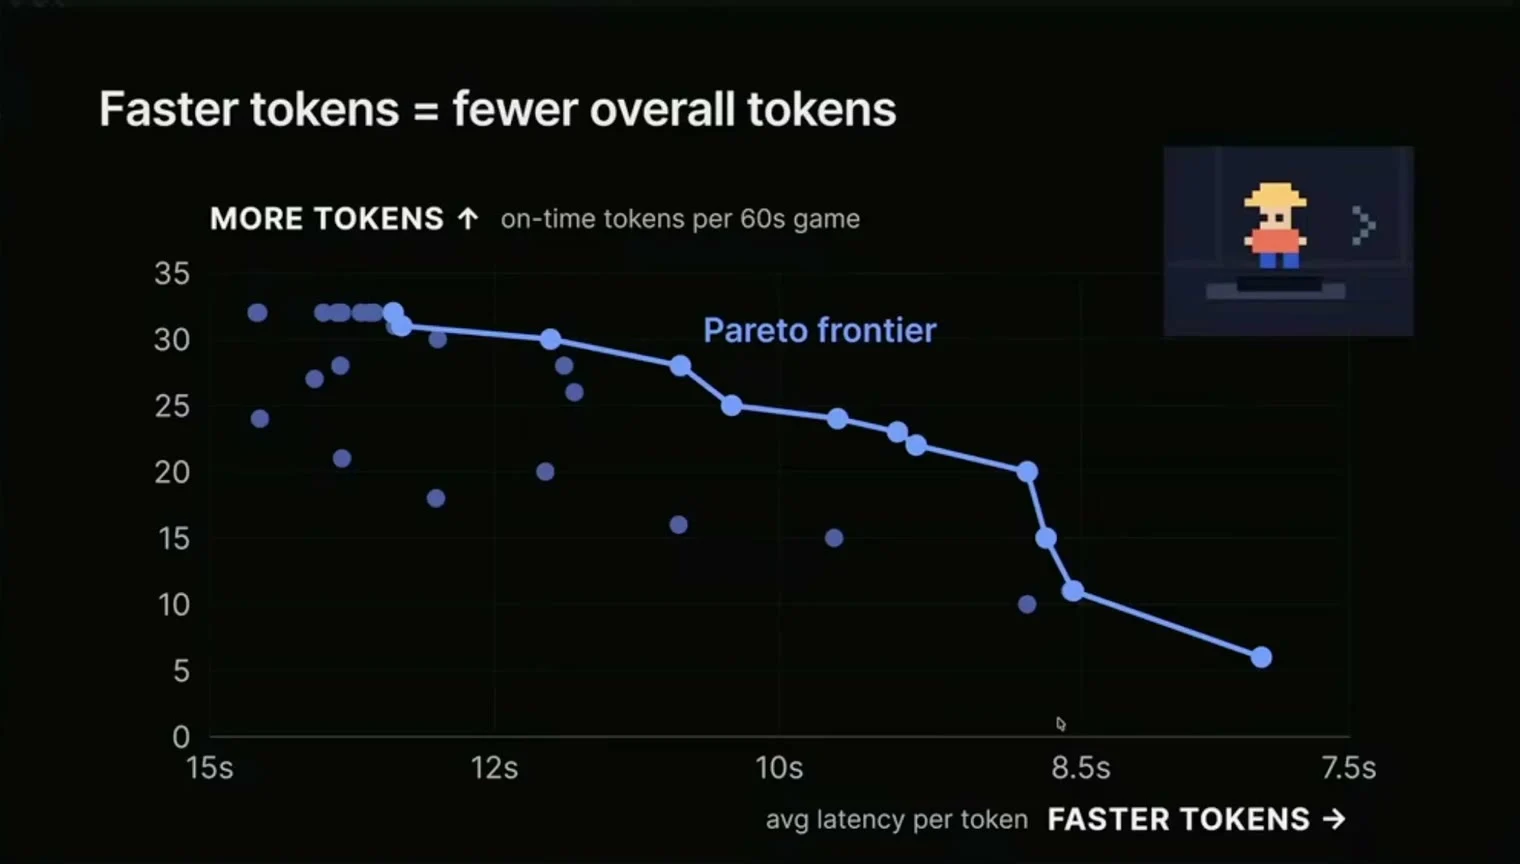 Faster tokens = fewer overall tokens
MORE TOKENS ↑ on-time tokens per 60s game
35
30
25
20
15
10
5
0
Pareto frontier
15s 12s 10s 8.5s 7.5s
avg latency per token FASTER TOKENS →